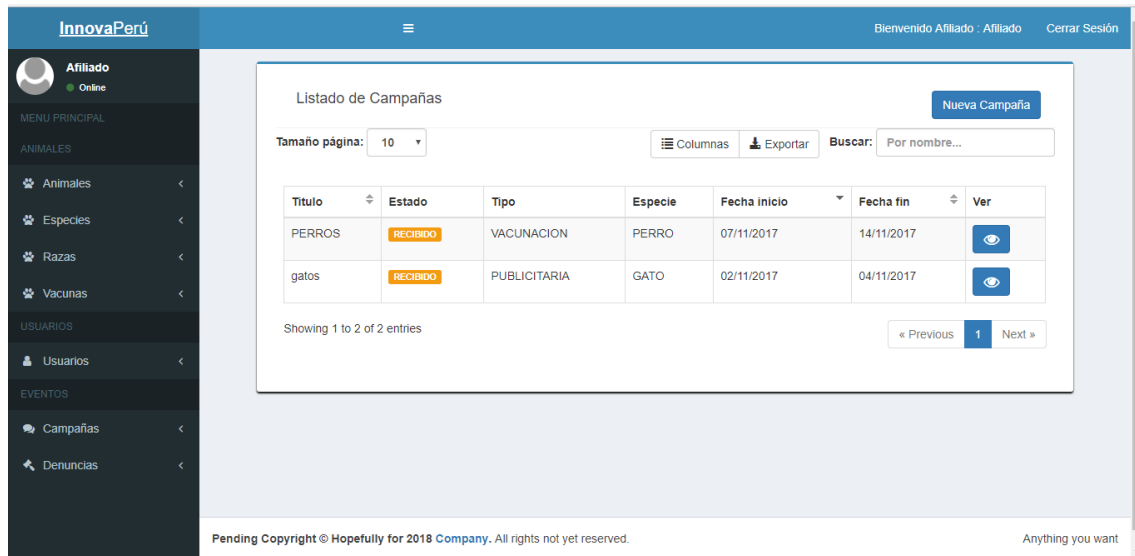 InnovaPerú
Bienvenido Afiliado : Afiliado Cerrar Sesión
Afiliado
Online
MENU PRINCIPAL
ANIMALES
Animales
Especies
Razas
Vacunas
USUARIOS
Usuarios
EVENTOS
Campañas
Denuncias
Listado de Campañas
Nueva Campaña
Tamaño página: 10 Columnas Exportar Buscar: Por nombre...
Titulo Estado Tipo Especie Fecha inicio Fecha fin Ver
PERROS RECIBIDO VACUNACION PERRO 07/11/2017 14/11/2017
gatos RECIBIDO PUBLICITARIA GATO 02/11/2017 04/11/2017
Showing 1 to 2 of 2 entries
« Previous 1 Next »
Pending Copyright © Hopefully for 2018 Company. All rights not yet reserved. Anything you want